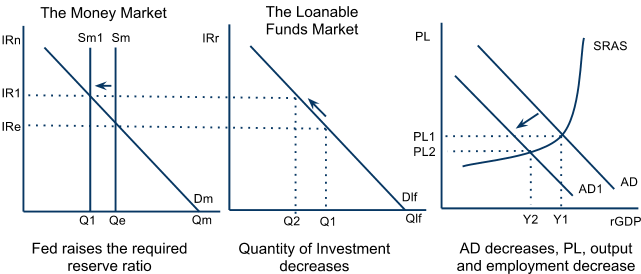 The Money Market
IRn
Sm1
Sm
IR1
IRe
Dm
Q1
Qe
Qm
Fed raises the required
reserve ratio
The Loanable
Funds Market
IRr
Dlf
Q2
Q1
Qlf
Quantity of Investment
decreases
PL
SRAS
PL1
PL2
AD1
AD
Y2
Y1
rGDP
AD decreases, PL, output
and employment decrease